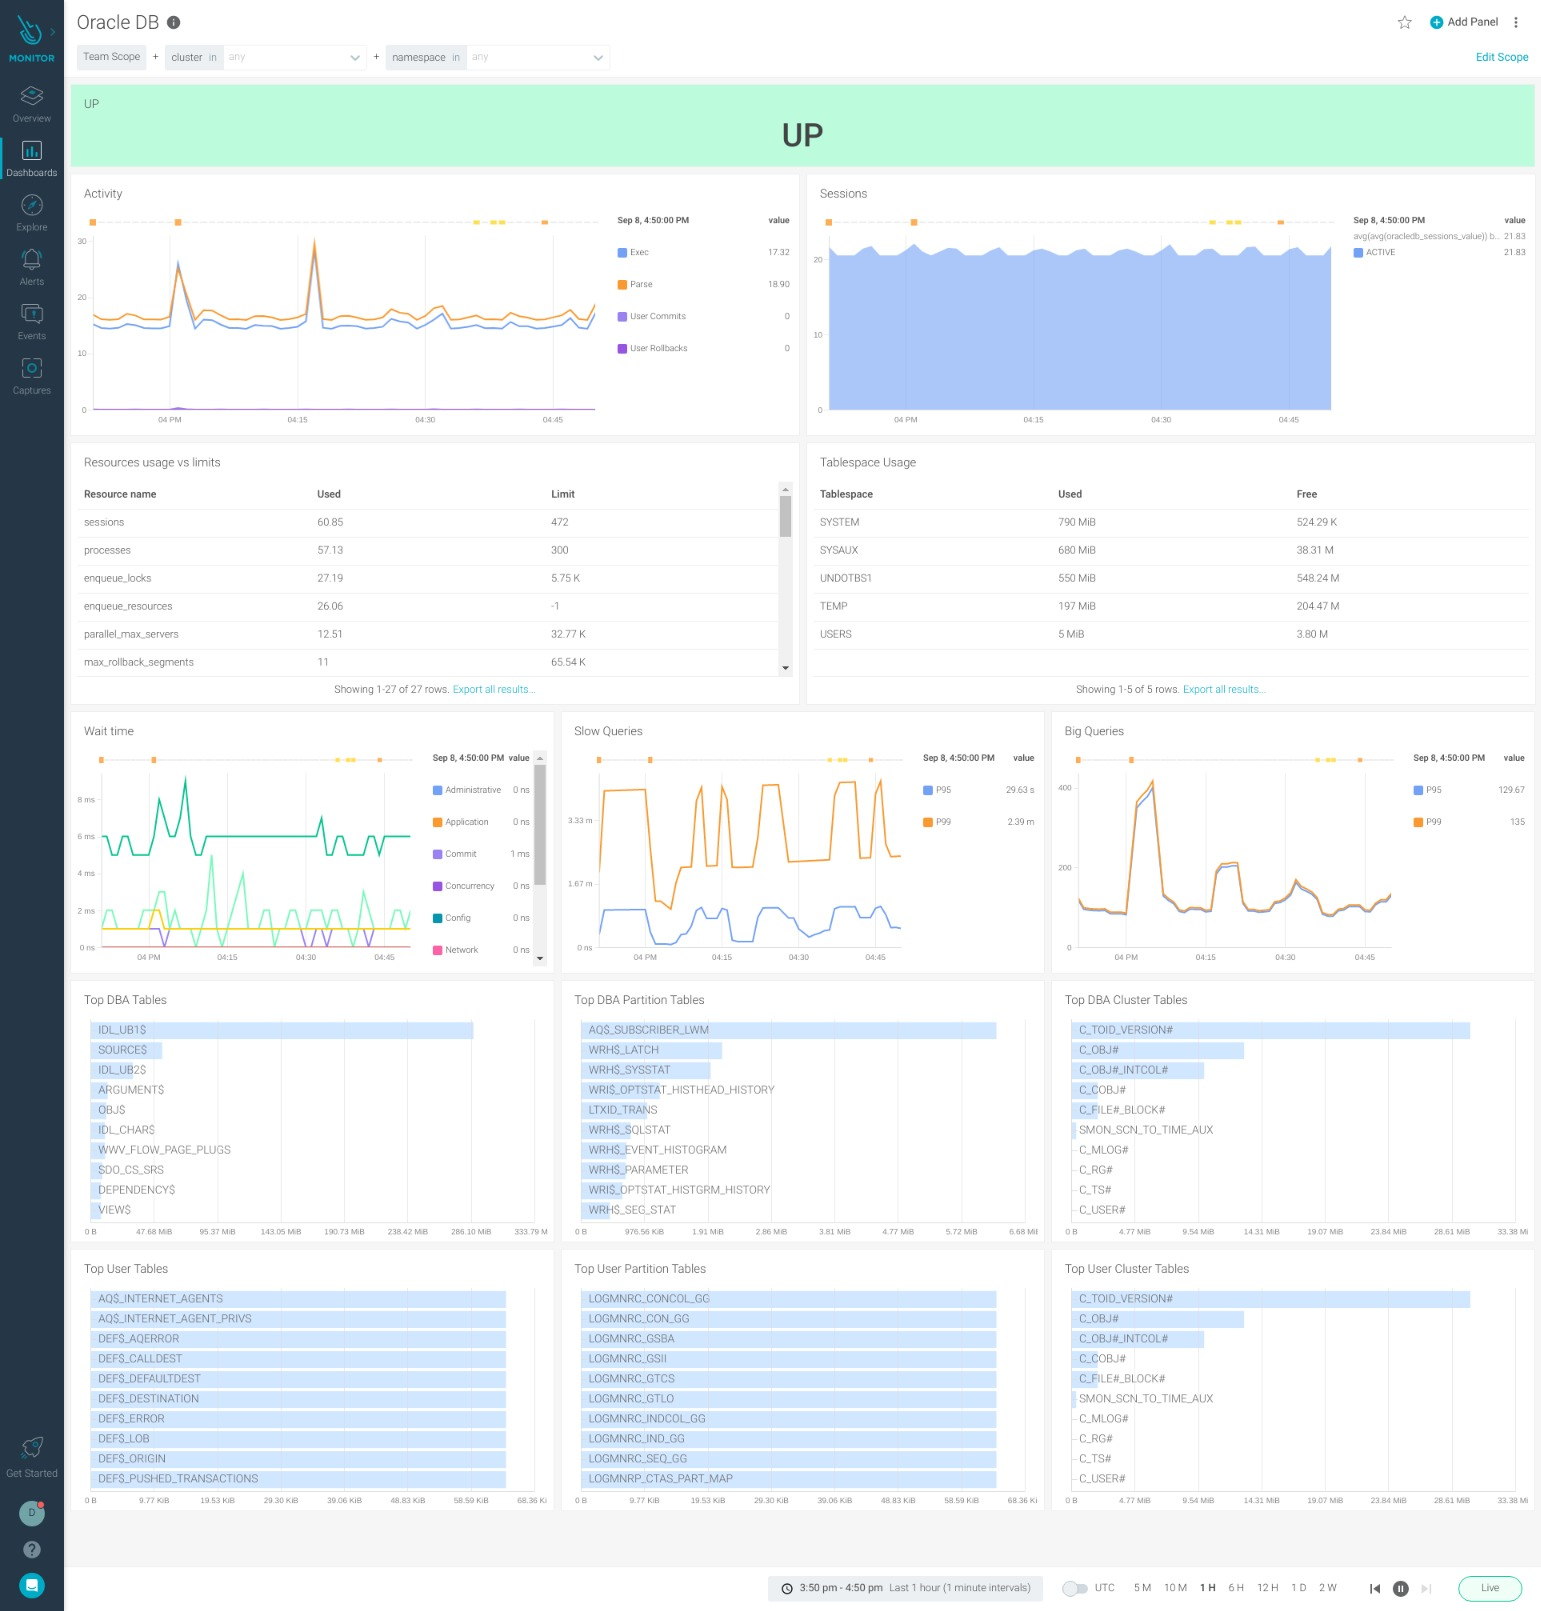 MONITOR
Overview
Dashboards
Explore
Alerts
Events
Captures
Get Started
D
Oracle DB
Add Panel
Team Scope + cluster in any + namespace in any
Edit Scope
UP
UP
Activity
Sep 8, 4:50:00 PM value
Exec 17.32
Parse 18.90
User Commits 0
User Rollbacks 0
30
20
10
0
04 PM 04:15 04:30 04:45
Sessions
Sep 8, 4:50:00 PM value
avg(avg(oracledb_sessions_value)) b... 21.83
ACTIVE 21.83
20
10
0
04 PM 04:15 04:30 04:45
Resources usage vs limits
Resource name Used Limit
sessions 60.85 472
processes 57.13 300
enqueue_locks 27.19 5.75 K
enqueue_resources 26.06 -1
parallel_max_servers 12.51 32.77 K
max_rollback_segments 11 65.54 K
Showing 1-27 of 27 rows. Export all results...
Tablespace Usage
Tablespace Used Free
SYSTEM 790 MiB 524.29 K
SYSAUX 680 MiB 38.31 M
UNDOTBS1 550 MiB 548.24 M
TEMP 197 MiB 204.47 M
USERS 5 MiB 3.80 M
Showing 1-5 of 5 rows. Export all results...
Wait time
Sep 8, 4:50:00 PM value
Administrative 0 ns
Application 0 ns
Commit 1 ms
Concurrency 0 ns
Config 0 ns
Network 0 ns
8 ms
6 ms
4 ms
2 ms
0 ns
04 PM 04:15 04:30 04:45
Slow Queries
Sep 8, 4:50:00 PM value
P95 29.63 s
P99 2.39 m
3.33 m
1.67 m
0 ns
04 PM 04:15 04:30 04:45
Big Queries
Sep 8, 4:50:00 PM value
P95 129.67
P99 135
400
200
0
04 PM 04:15 04:30 04:45
Top DBA Tables
IDL_UB1$
SOURCE$
IDL_UB2$
ARGUMENT$
OBJ$
IDL_CHAR$
WWV_FLOW_PAGE_PLUGS
SDO_CS_SRS
DEPENDENCY$
VIEW$
0 B 47.68 MiB 95.37 MiB 143.05 MiB 190.73 MiB 238.42 MiB 286.10 MiB 333.79 M
Top DBA Partition Tables
AQ$_SUBSCRIBER_LWM
WRH$_LATCH
WRH$_SYSSTAT
WRI$_OPTSTAT_HISTHEAD_HISTORY
LTXID_TRANS
WRH$_SQLSTAT
WRH$_EVENT_HISTOGRAM
WRH$_PARAMETER
WRI$_OPTSTAT_HISTGRM_HISTORY
WRH$_SEG_STAT
0 B 976.56 KiB 1.91 MiB 2.86 MiB 3.81 MiB 4.77 MiB 5.72 MiB 6.68 MiB
Top DBA Cluster Tables
C_TOID_VERSION#
C_OBJ#
C_OBJ#_INTCOL#
C_COBJ#
C_FILE#_BLOCK#
SMON_SCN_TO_TIME_AUX
C_MLOG#
C_RG#
C_TS#
C_USER#
0 B 4.77 MiB 9.54 MiB 14.31 MiB 19.07 MiB 23.84 MiB 28.61 MiB 33.38 Mi
Top User Tables
AQ$_INTERNET_AGENTS
AQ$_INTERNET_AGENT_PRIVS
DEF$_AQERROR
DEF$_CALLDEST
DEF$_DEFAULTDEST
DEF$_DESTINATION
DEF$_ERROR
DEF$_LOB
DEF$_ORIGIN
DEF$_PUSHED_TRANSACTIONS
0 B 9.77 KiB 19.53 KiB 29.30 KiB 39.06 KiB 48.83 KiB 58.59 KiB 68.36 Ki
Top User Partition Tables
LOGMNRC_CONCOL_GG
LOGMNRC_CON_GG
LOGMNRC_GSBA
LOGMNRC_GSII
LOGMNRC_GTCS
LOGMNRC_GTLO
LOGMNRC_INDCOL_GG
LOGMNRC_IND_GG
LOGMNRC_SEQ_GG
LOGMNRP_CTAS_PART_MAP
0 B 9.77 KiB 19.53 KiB 29.30 KiB 39.06 KiB 48.83 KiB 58.59 KiB 68.36 Ki
Top User Cluster Tables
C_TOID_VERSION#
C_OBJ#
C_OBJ#_INTCOL#
C_COBJ#
C_FILE#_BLOCK#
SMON_SCN_TO_TIME_AUX
C_MLOG#
C_RG#
C_TS#
C_USER#
0 B 4.77 MiB 9.54 MiB 14.31 MiB 19.07 MiB 23.84 MiB 28.61 MiB 33.38 Mi
3:50 pm - 4:50 pm Last 1 hour (1 minute intervals) UTC 5 M 10 M 1 H 6 H 12 H 1 D 2 W Live